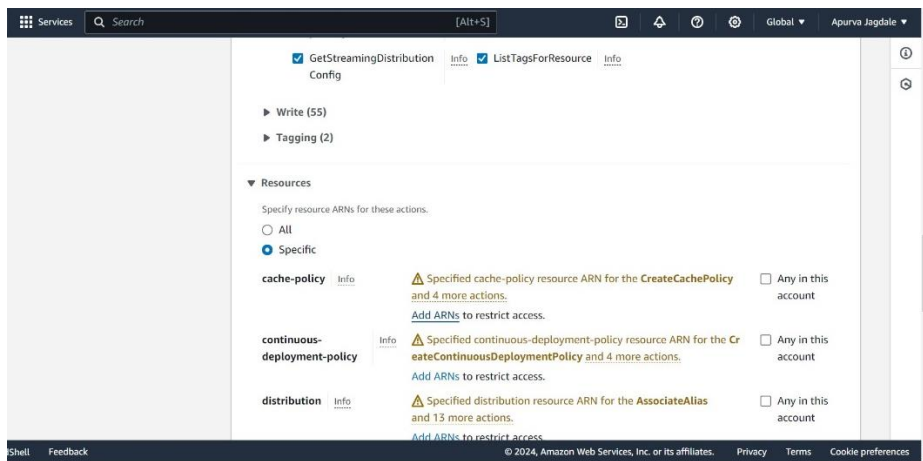 Services
Search
[Alt+S]
Global
Apurva Jagdale
GetStreamingDistribution
Config
Info
ListTagsForResource
Info
Write (55)
Tagging (2)
Resources
Specify resource ARNs for these actions.
All
Specific
cache-policy
Info
Specified cache-policy resource ARN for the CreateCachePolicy
and 4 more actions.
Add ARNs to restrict access.
Any in this
account
continuous-
deployment-policy
Info
Specified continuous-deployment-policy resource ARN for the Cr
eateContinuousDeploymentPolicy and 4 more actions.
Add ARNs to restrict access.
Any in this
account
distribution
Info
Specified distribution resource ARN for the AssociateAlias
and 13 more actions.
Add ARNs to restrict access.
Any in this
account
Shell
Feedback
© 2024, Amazon Web Services, Inc. or its affiliates.
Privacy
Terms
Cookie preferences